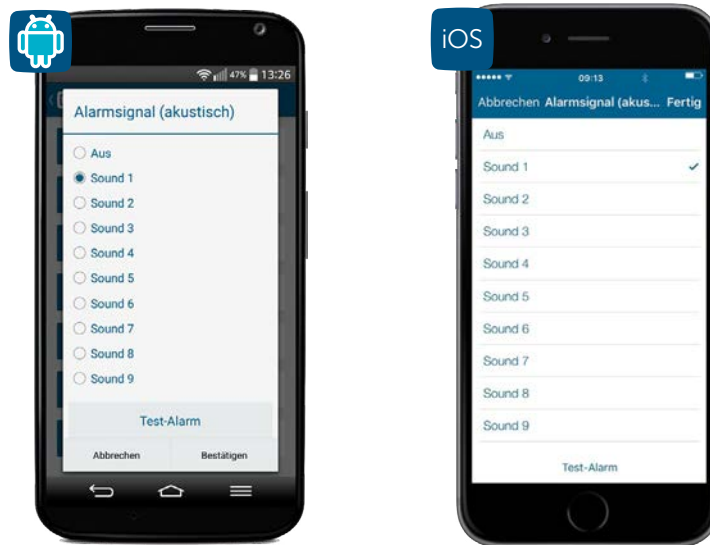 47% 13:26
Alarmsignal (akustisch)
Aus
Sound 1
Sound 2
Sound 3
Sound 4
Sound 5
Sound 6
Sound 7
Sound 8
Sound 9
Test-Alarm
Abbrechen Bestätigen
iOS
09:13
Abbrechen Alarmsignal (akus... Fertig
Aus
Sound 1
Sound 2
Sound 3
Sound 4
Sound 5
Sound 6
Sound 7
Sound 8
Sound 9
Test-Alarm